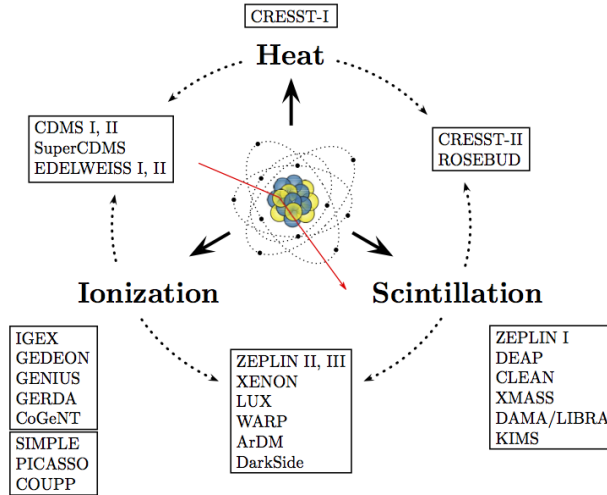 CRESST-I
Heat
CDMS I, II
SuperCDMS
EDELWEISS I, II
CRESST-II
ROSEBUD
Ionization
Scintillation
IGEX
GEDEON
GENIUS
GERDA
CoGeNT
SIMPLE
PICASSO
COUPP
ZEPLIN II, III
XENON
LUX
WARP
ArDM
DarkSide
ZEPLIN I
DEAP
CLEAN
XMASS
DAMA/LIBRA
KIMS